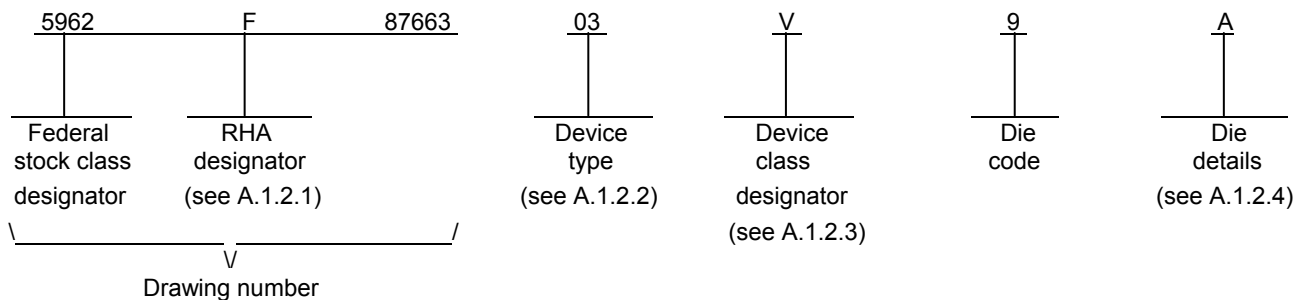 5962 F 87663 03 V 9 A
Federal stock class designator
RHA designator (see A.1.2.1)
Device type (see A.1.2.2)
Device class designator (see A.1.2.3)
Die code
Die details (see A.1.2.4)
Drawing number